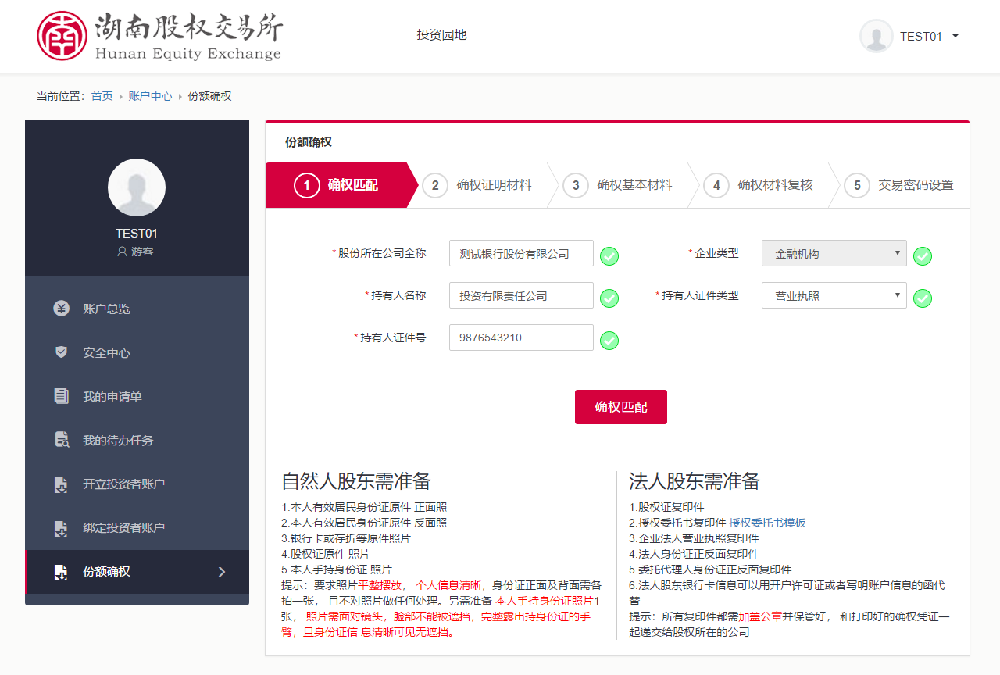 湖南股权交易所
Hunan Equity Exchange
投资园地
TEST01
当前位置：首页 账户中心 份额确权
TEST01
游客
账户总览
安全中心
我的申请单
我的待办任务
开立投资者账户
绑定投资者账户
份额确权
份额确权
1 确权匹配
2 确权证明材料
3 确权基本材料
4 确权材料复核
5 交易密码设置
*股份所在公司全称 测试银行股份有限公司 *企业类型 金融机构
*持有人名称 投资有限责任公司 *持有人证件类型 营业执照
*持有人证件号 9876543210
确权匹配
自然人股东需准备
1.本人有效居民身份证原件 正面照
2.本人有效居民身份证原件 反面照
3.银行卡或存折等原件照片
4.股权证原件 照片
5.本人手持身份证 照片
提示：要求照片平整摆放， 个人信息清晰，身份证正面及背面需各
拍一张， 且不对照片做任何处理。另需准备 本人手持身份证照片1
张， 照片需面对镜头，脸部不能被遮挡，完整露出持身份证的手
臂，且身份证信 息清晰可见无遮挡。
法人股东需准备
1.股权证复印件
2.授权委托书复印件 授权委托书模板
3.企业法人营业执照复印件
4.法人身份证正反面复印件
5.委托代理人身份证正反面复印件
6.法人股东银行卡信息可以用开户许可证或者写明账户信息的函代
替
提示：所有复印件都需加盖公章并保管好， 和打印好的确权凭证一
起递交给股权所在的公司